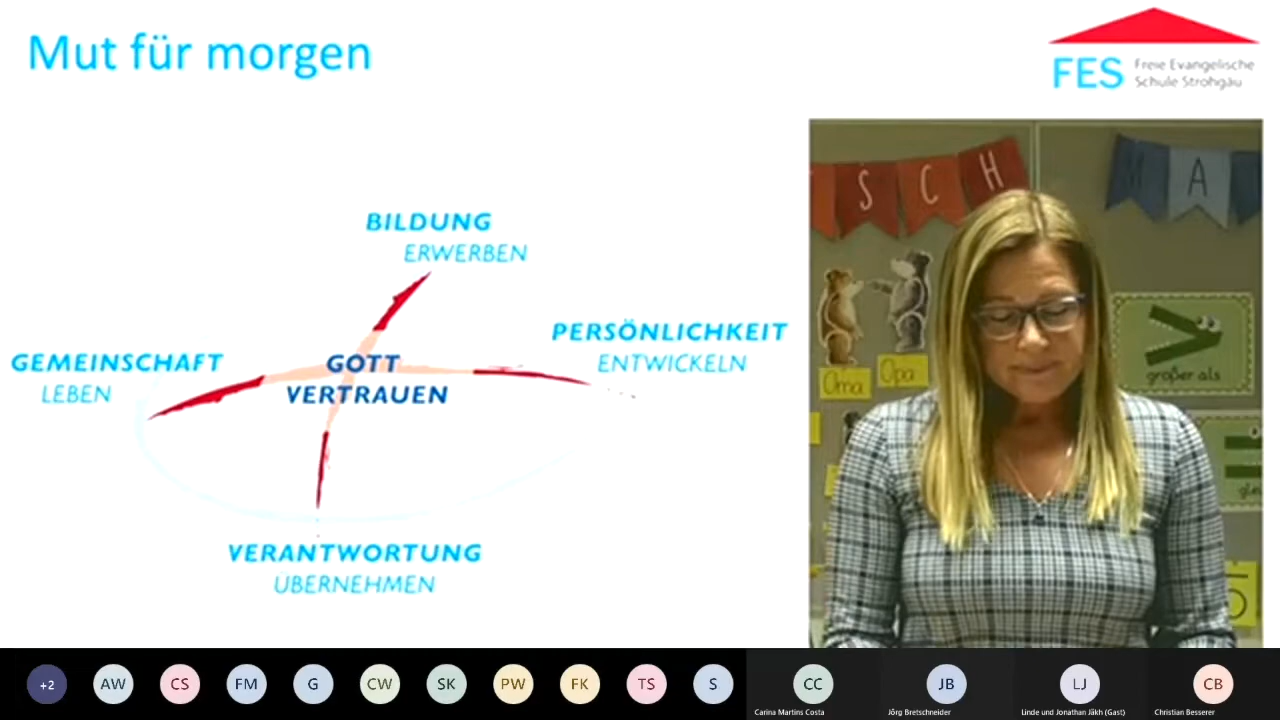 Mut für morgen
FES
Freie Evangelische
Schule Strohgäu
BILDUNG
ERWERBEN
PERSÖNLICHKEIT
ENTWICKELN
GEMEINSCHAFT
LEBEN
GOTT
VERTRAUEN
VERANTWORTUNG
ÜBERNEHMEN
SCH
MA
Oma
Opa
größer als
+2
AW
CS
FM
G
CW
SK
PW
FK
TS
S
CC
JB
LJ
CB
Carina Martins Costa
Jörg Bretschneider
Linde und Jonathan Jäkh (Gast)
Christian Besserer